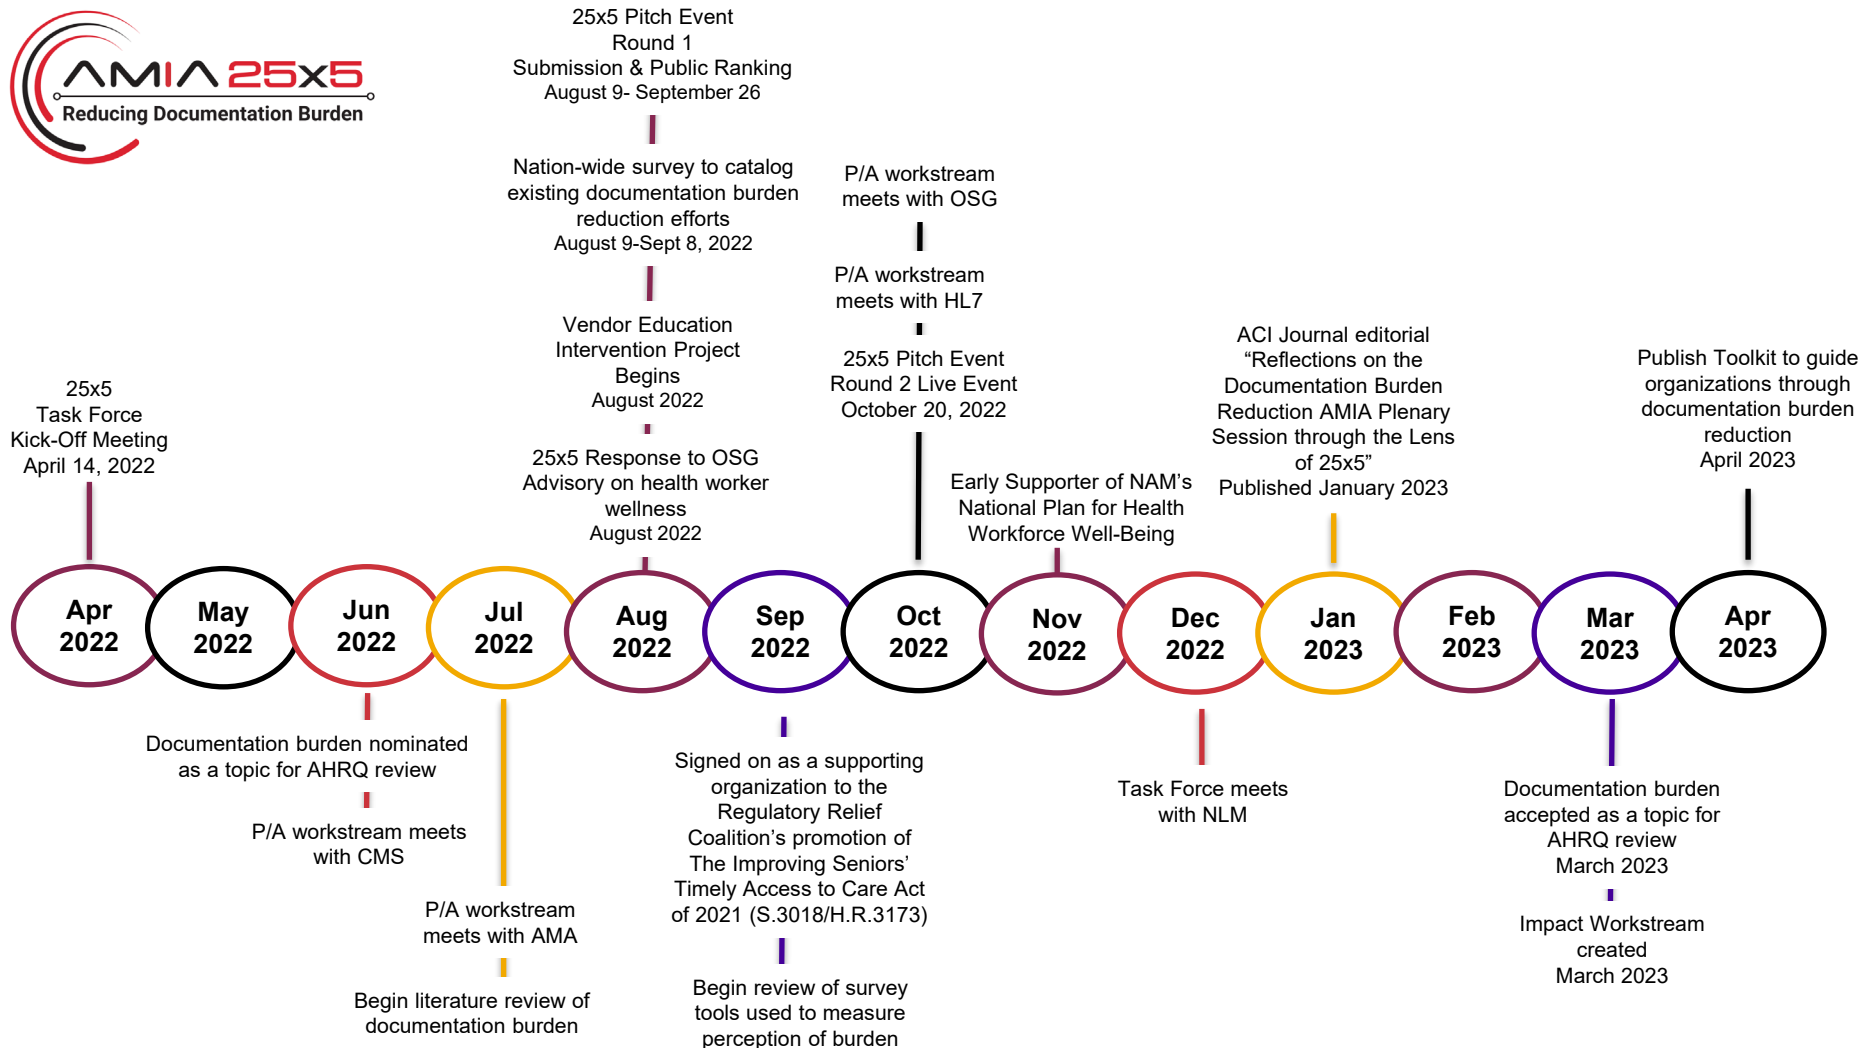 AMIA 25x5
Reducing Documentation Burden
25x5 Pitch Event
Round 1
Submission & Public Ranking
August 9- September 26
Nation-wide survey to catalog
existing documentation burden
reduction efforts
August 9-Sept 8, 2022
Vendor Education
Intervention Project
Begins
August 2022
25x5 Response to OSG
Advisory on health worker
wellness
August 2022
P/A workstream
meets with OSG
P/A workstream
meets with HL7
25x5 Pitch Event
Round 2 Live Event
October 20, 2022
25x5
Task Force
Kick-Off Meeting
April 14, 2022
Early Supporter of NAM’s
National Plan for Health
Workforce Well-Being
ACI Journal editorial
“Reflections on the
Documentation Burden
Reduction AMIA Plenary
Session through the Lens
of 25x5”
Published January 2023
Publish Toolkit to guide
organizations through
documentation burden
reduction
April 2023
Apr
2022
May
2022
Jun
2022
Jul
2022
Aug
2022
Sep
2022
Oct
2022
Nov
2022
Dec
2022
Jan
2023
Feb
2023
Mar
2023
Apr
2023
Documentation burden nominated
as a topic for AHRQ review
P/A workstream meets
with CMS
P/A workstream
meets with AMA
Begin literature review of
documentation burden
Signed on as a supporting
organization to the
Regulatory Relief
Coalition’s promotion of
The Improving Seniors’
Timely Access to Care Act
of 2021 (S.3018/H.R.3173)
Begin review of survey
tools used to measure
perception of burden
Task Force meets
with NLM
Documentation burden
accepted as a topic for
AHRQ review
March 2023
Impact Workstream
created
March 2023